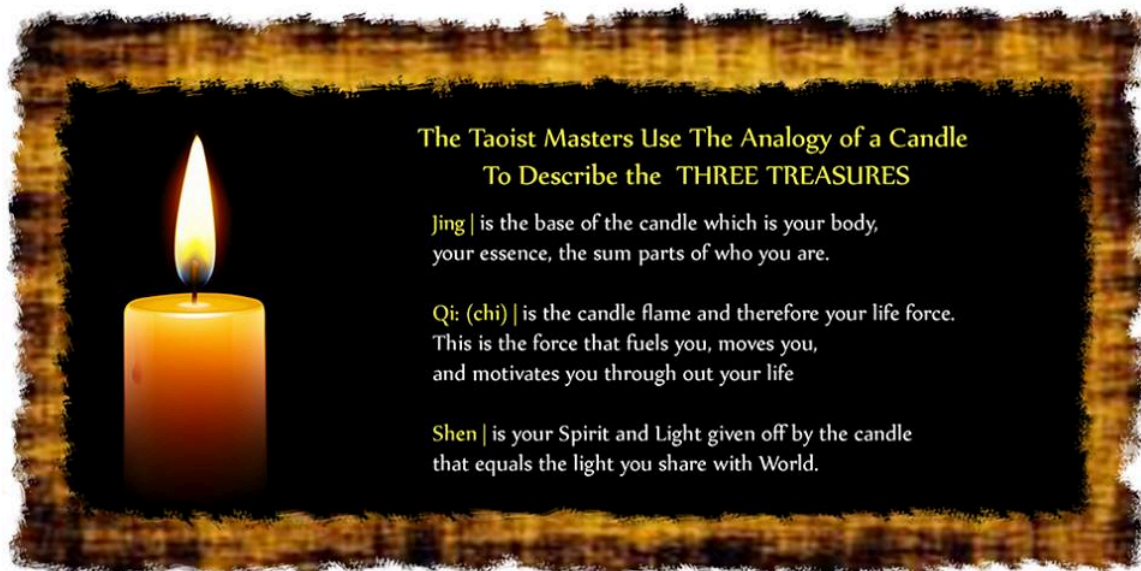 The Taoist Masters Use The Analogy of a Candle
To Describe the THREE TREASURES
Jing | is the base of the candle which is your body,
your essence, the sum parts of who you are.
Qi: (chi) | is the candle flame and therefore your life force.
This is the force that fuels you, moves you,
and motivates you through out your life
Shen | is your Spirit and Light given off by the candle
that equals the light you share with World.